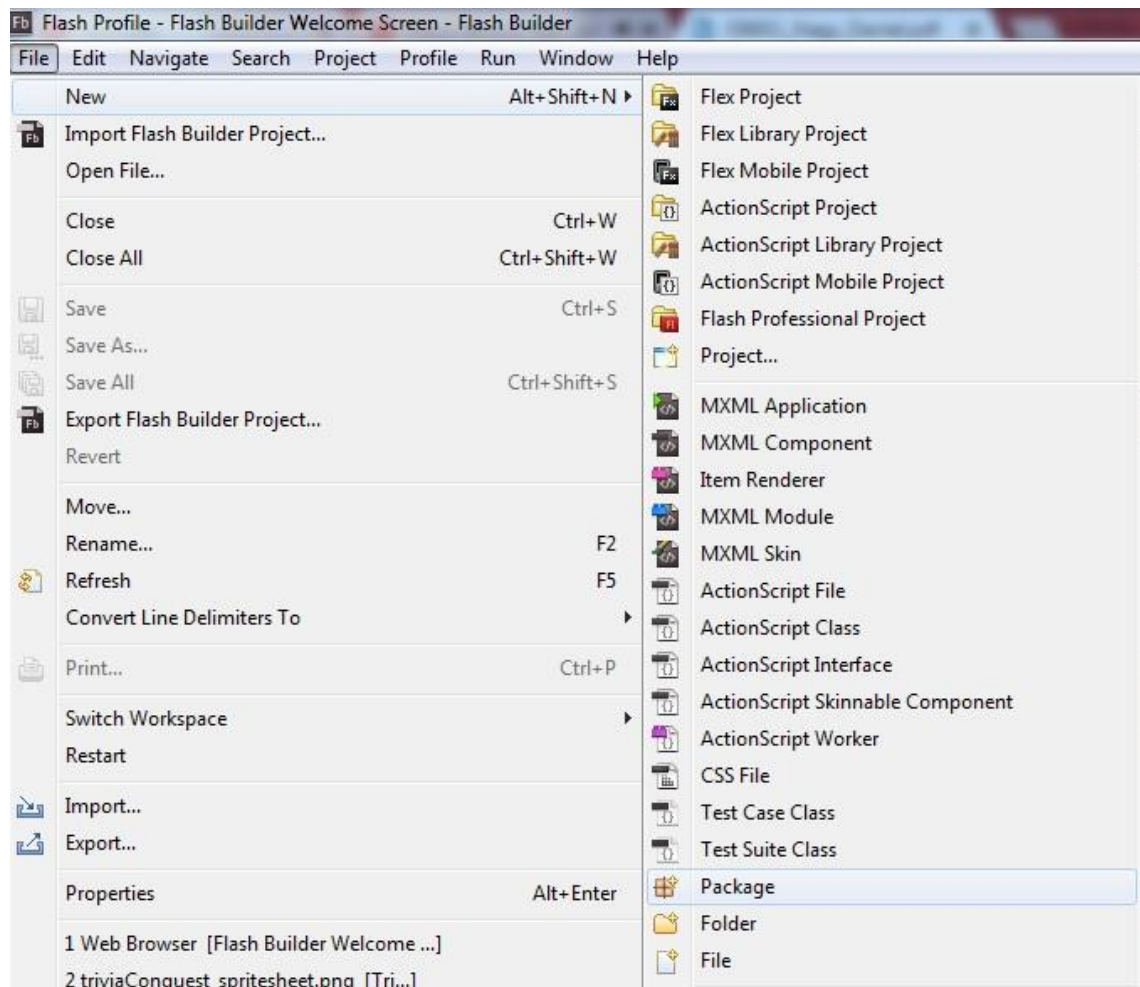 Fb Flash Profile - Flash Builder Welcome Screen - Flash Builder
File Edit Navigate Search Project Profile Run Window Help
New Alt+Shift+N
Import Flash Builder Project...
Open File...
Close Ctrl+W
Close All Ctrl+Shift+W
Save Ctrl+S
Save As...
Save All Ctrl+Shift+S
Export Flash Builder Project...
Revert
Move...
Rename... F2
Refresh F5
Convert Line Delimiters To
Print... Ctrl+P
Switch Workspace
Restart
Import...
Export...
Properties Alt+Enter
1 Web Browser [Flash Builder Welcome ...]
2 triviaConquest_spritesheet.png [Tri...]
Flex Project
Flex Library Project
Flex Mobile Project
ActionScript Project
ActionScript Library Project
ActionScript Mobile Project
Flash Professional Project
Project...
MXML Application
MXML Component
Item Renderer
MXML Module
MXML Skin
ActionScript File
ActionScript Class
ActionScript Interface
ActionScript Skinnable Component
ActionScript Worker
CSS File
Test Case Class
Test Suite Class
Package
Folder
File